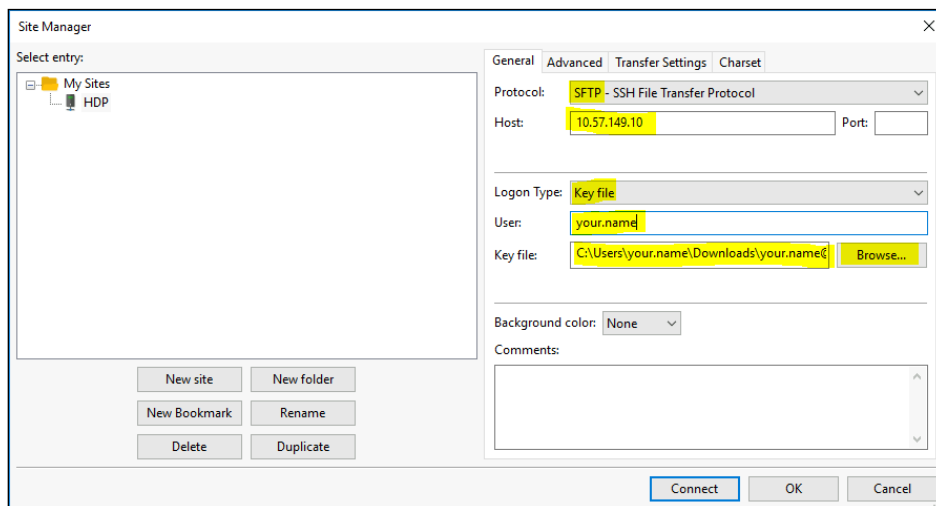 Site Manager
Select entry:
My Sites
HDP
New site
New folder
New Bookmark
Rename
Delete
Duplicate
General Advanced Transfer Settings Charset
Protocol: SFTP - SSH File Transfer Protocol
Host: 10.57.149.10 Port:
Logon Type: Key file
User: your.name
Key file: C:\Users\your.name\Downloads\your.name@ Browse...
Background color: None
Comments:
Connect OK Cancel